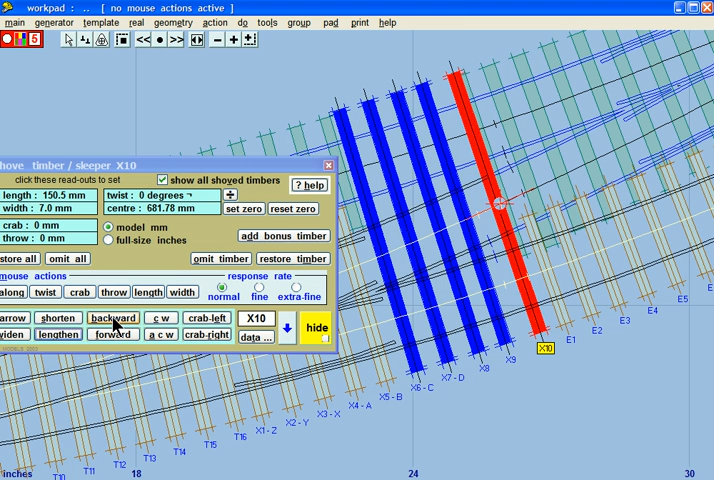 workpad : .. [ no mouse actions active ]
main generator template real geometry action do tools group pad print help
5 << >>
hove timber / sleeper X10
click these read-outs to set
show all shoved timbers
? help
length : 150.5 mm
twist : 0 degrees ¬
width : 7.0 mm
centre : 681.78 mm
set zero reset zero
crab : 0 mm
model mm
throw : 0 mm
full-size inches
add bonus timber
store all omit all omit timber restore timber
mouse actions
response rate
along twist crab throw length width
normal fine extra-fine
arrow shorten backward c w crab-left X10
hide
viden lengthen forward a c w crab-right data ...
X10
E1
E2
E3
E4
E5
X9
X8
X7 - D
X6 - C
X5 - B
X4 - A
X3 - X
X2 - Y
X1 - Z
T16
T15
T14
T13
T12
T11
T10
inches 18 24 30